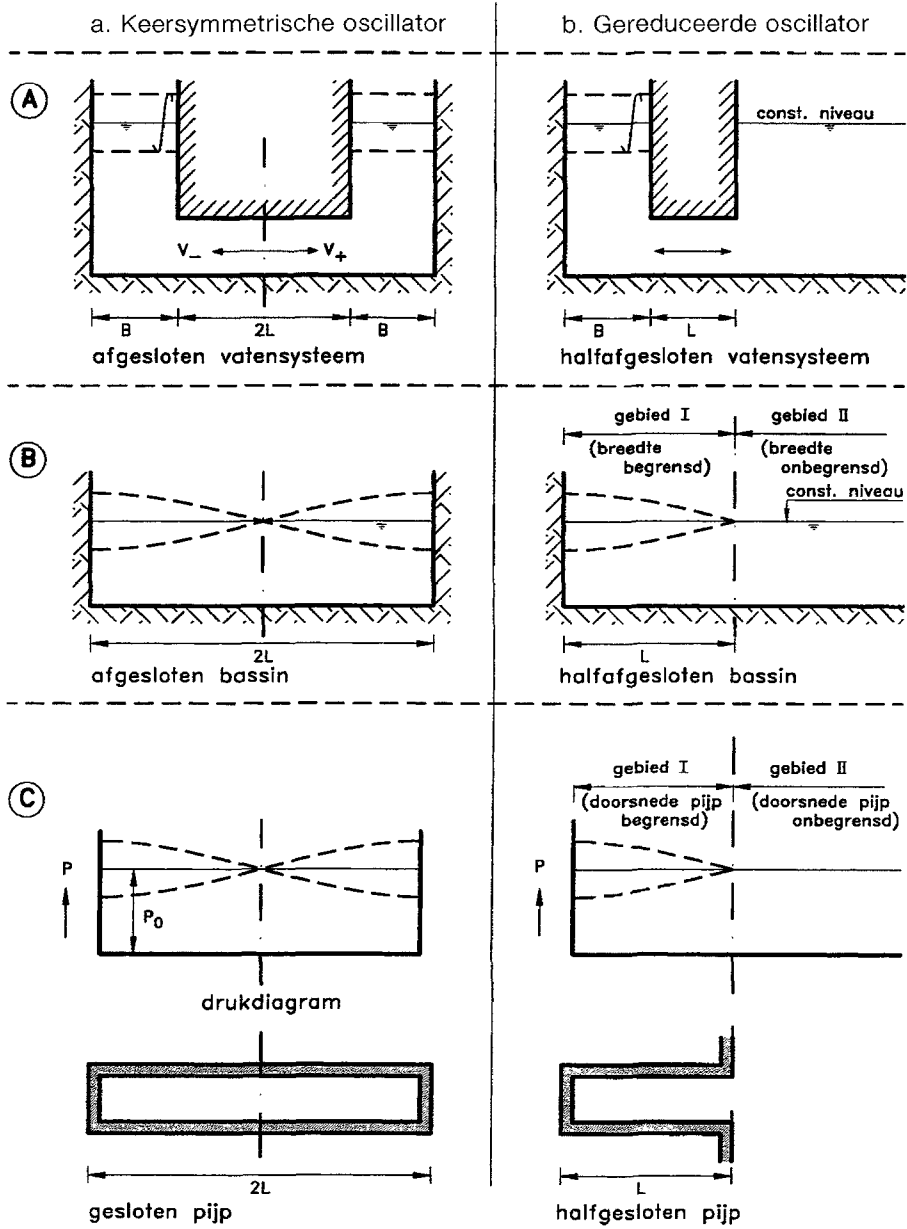 a. Keersymmetrische oscillator
b. Gereduceerde oscillator
A
const. niveau
V_ V+
B 2L B
B L
afgesloten vatensysteem
halfafgesloten vatensysteem
B
gebied I gebied II
(breedte begrensd)
(breedte onbegrensd)
const. niveau
2L
L
afgesloten bassin
halfafgesloten bassin
C
gebied I gebied II
(doorsnede pijp begrensd)
(doorsnede pijp onbegrensd)
P
P0
P
drukdiagram
2L
L
gesloten pijp
halfgesloten pijp